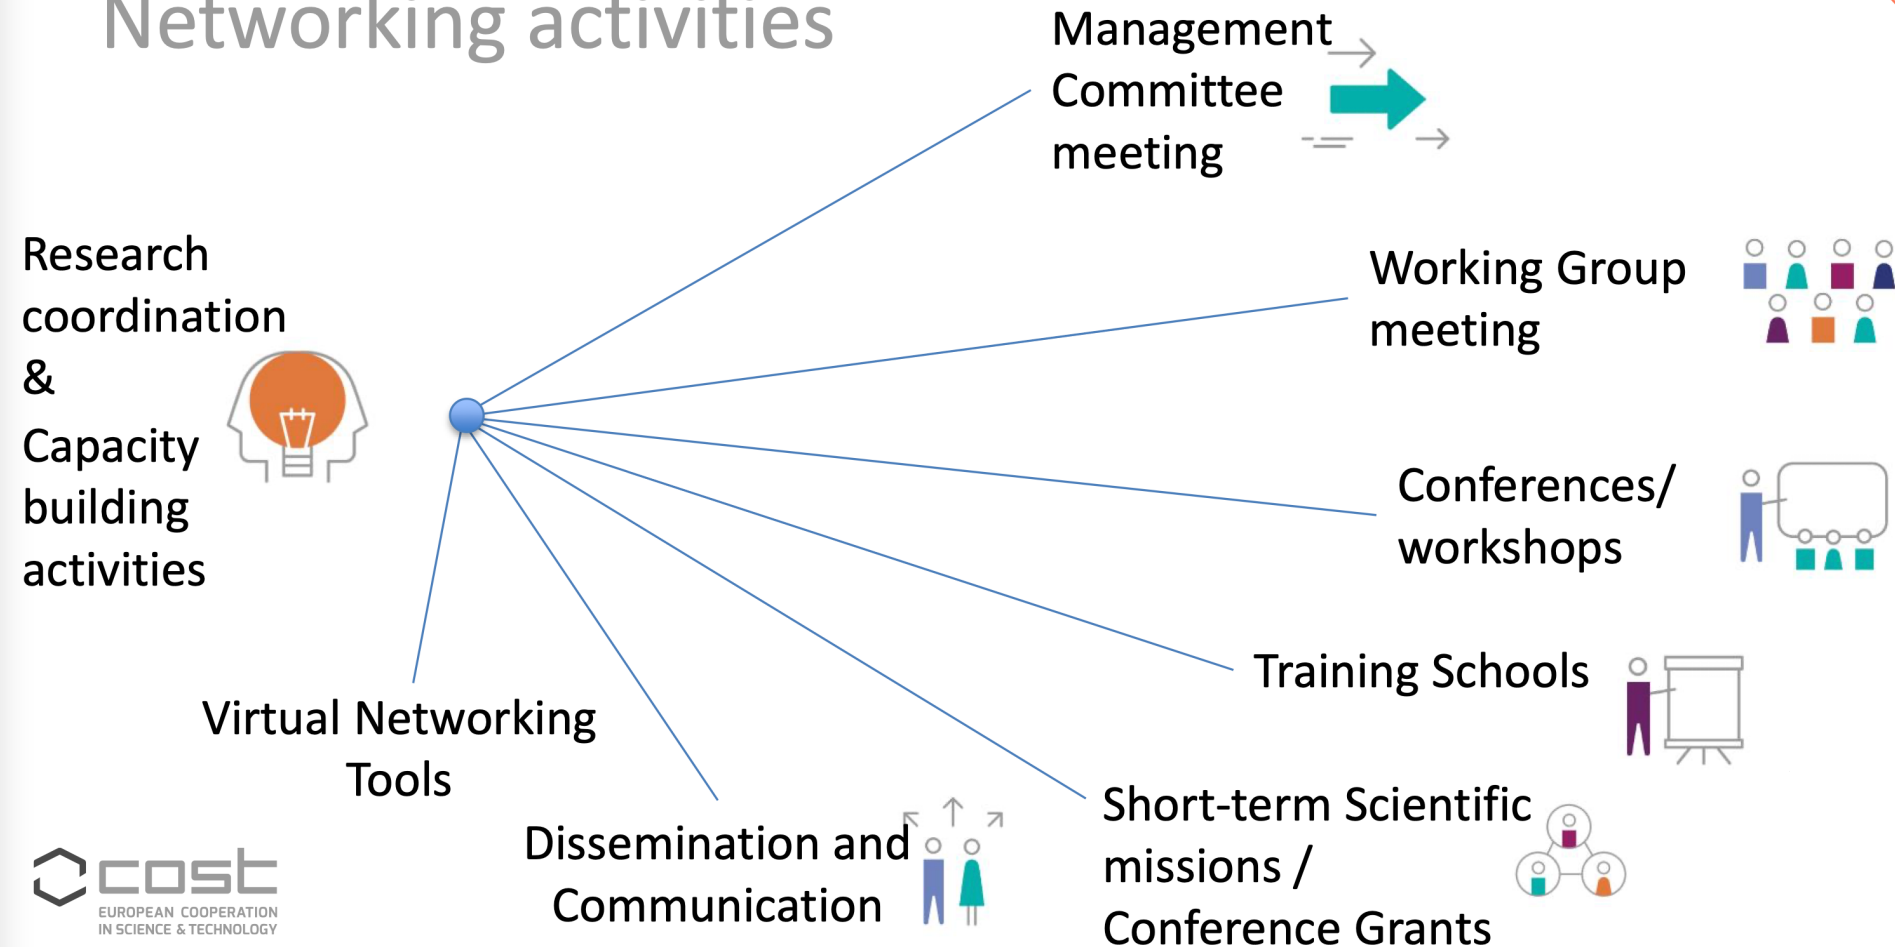 Networking activities
Management
Committee
meeting
Research
coordination
&
Capacity
building
activities
Working Group
meeting
Conferences/
workshops
Training Schools
Short-term Scientific
missions /
Conference Grants
Dissemination and
Communication
Virtual Networking
Tools
cost
EUROPEAN COOPERATION
IN SCIENCE & TECHNOLOGY